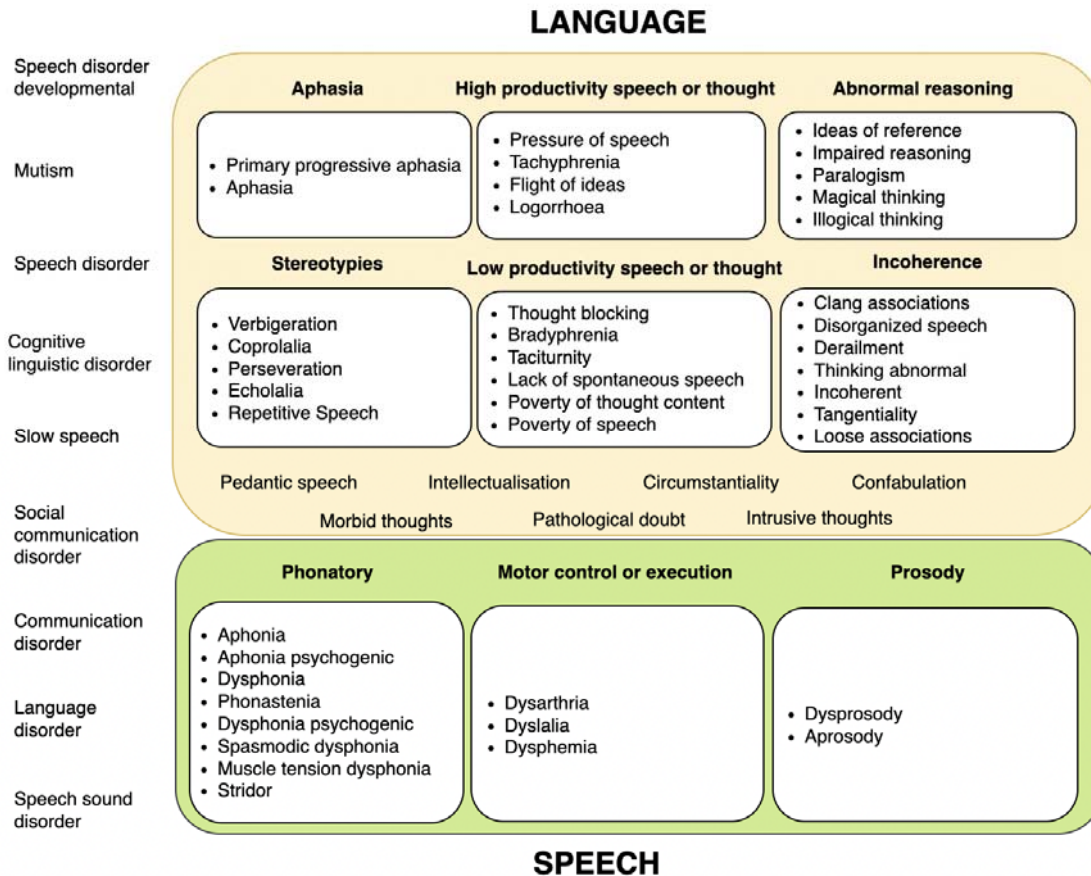 LANGUAGE
Speech disorder
developmental
Mutism
Speech disorder
Cognitive
linguistic disorder
Slow speech
Social
communication
disorder
Communication
disorder
Language
disorder
Speech sound
disorder
Aphasia
• Primary progressive aphasia
• Aphasia
High productivity speech or thought
• Pressure of speech
• Tachyphrenia
• Flight of ideas
• Logorrhoea
Abnormal reasoning
• Ideas of reference
• Impaired reasoning
• Paralogism
• Magical thinking
• Illogical thinking
Stereotypies
• Verbigeration
• Coprolalia
• Perseveration
• Echolalia
• Repetitive Speech
Low productivity speech or thought
• Thought blocking
• Bradyphrenia
• Taciturnity
• Lack of spontaneous speech
• Poverty of thought content
• Poverty of speech
Incoherence
• Clang associations
• Disorganized speech
• Derailment
• Thinking abnormal
• Incoherent
• Tangentiality
• Loose associations
Pedantic speech Intellectualisation Circumstantiality Confabulation
Morbid thoughts Pathological doubt Intrusive thoughts
Phonatory
• Aphonia
• Aphonia psychogenic
• Dysphonia
• Phonastenia
• Dysphonia psychogenic
• Spasmodic dysphonia
• Muscle tension dysphonia
• Stridor
Motor control or execution
• Dysarthria
• Dyslalia
• Dysphemia
Prosody
• Dysprosody
• Aprosody
SPEECH